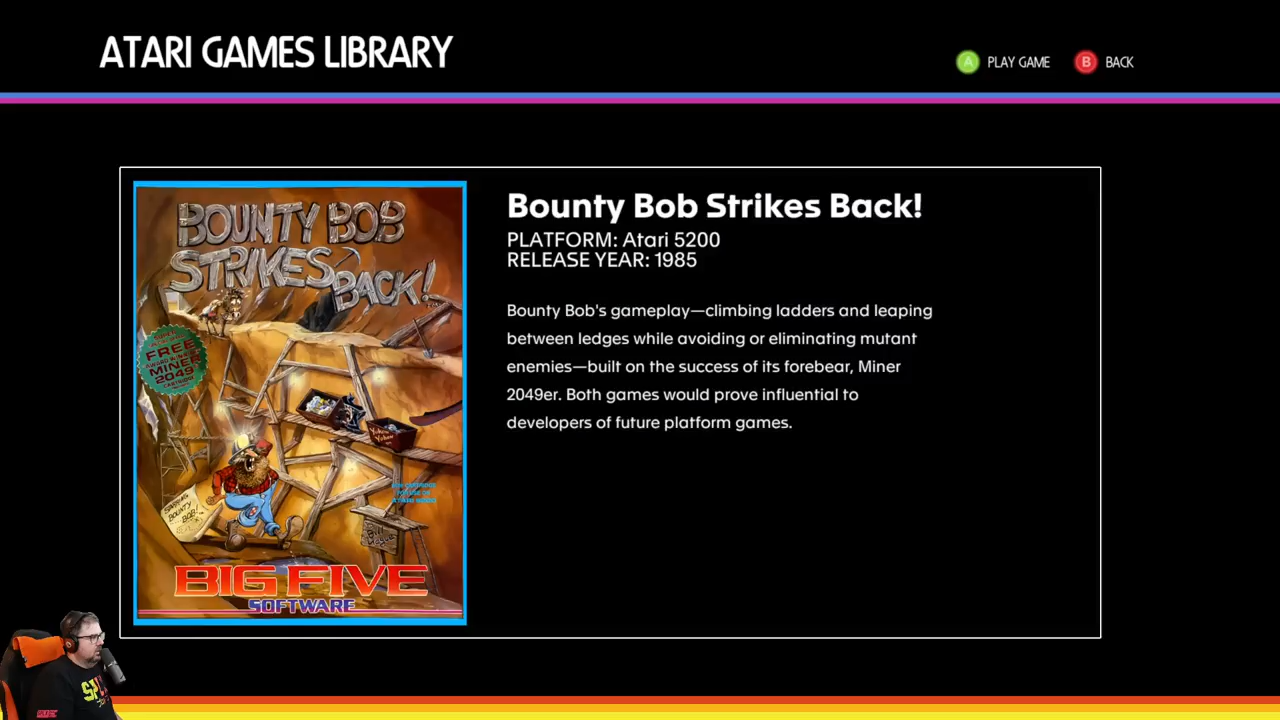 ATARI GAMES LIBRARY
A PLAY GAME B BACK
BOUNTY BOB
STRIKES
BACK!
FREE
MINER
2049er
BIG FIVE
SOFTWARE
Bounty Bob Strikes Back!
PLATFORM: Atari 5200
RELEASE YEAR: 1985
Bounty Bob's gameplay—climbing ladders and leaping
between ledges while avoiding or eliminating mutant
enemies—built on the success of its forebear, Miner
2049er. Both games would prove influential to
developers of future platform games.